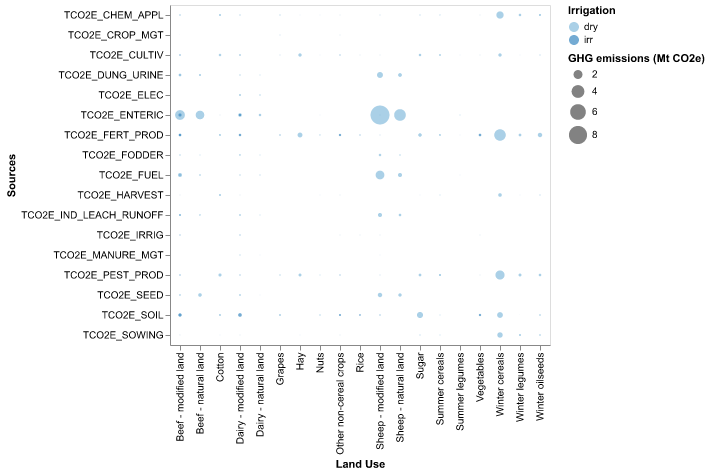 TCO2E_CHEM_APPL
TCO2E_CROP_MGT
TCO2E_CULTIV
TCO2E_DUNG_URINE
TCO2E_ELEC
TCO2E_ENTERIC
TCO2E_FERT_PROD
TCO2E_FODDER
TCO2E_FUEL
TCO2E_HARVEST
TCO2E_IND_LEACH_RUNOFF
TCO2E_IRRIG
TCO2E_MANURE_MGT
TCO2E_PEST_PROD
TCO2E_SEED
TCO2E_SOIL
TCO2E_SOWING
Sources
Beef - modified land
Beef - natural land
Cotton
Dairy - modified land
Dairy - natural land
Grapes
Hay
Nuts
Other non-cereal crops
Rice
Sheep - modified land
Sheep - natural land
Sugar
Summer cereals
Summer legumes
Vegetables
Winter cereals
Winter legumes
Winter oilseeds
Land Use
Irrigation
dry
irr
GHG emissions (Mt CO2e)
2
4
6
8